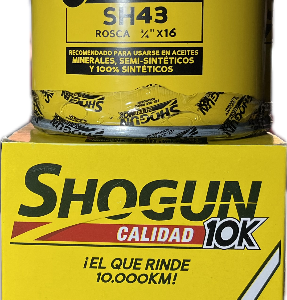 SH43
ROSCA ¾"X16
RECOMENDADO PARA USARSE EN ACEITES
MINERALES, SEMI-SINTÉTICOS
Y 100% SINTÉTICOS
SHOGUN
SHOGUN
CALIDAD 10K
¡EL QUE RINDE
10.000KM!